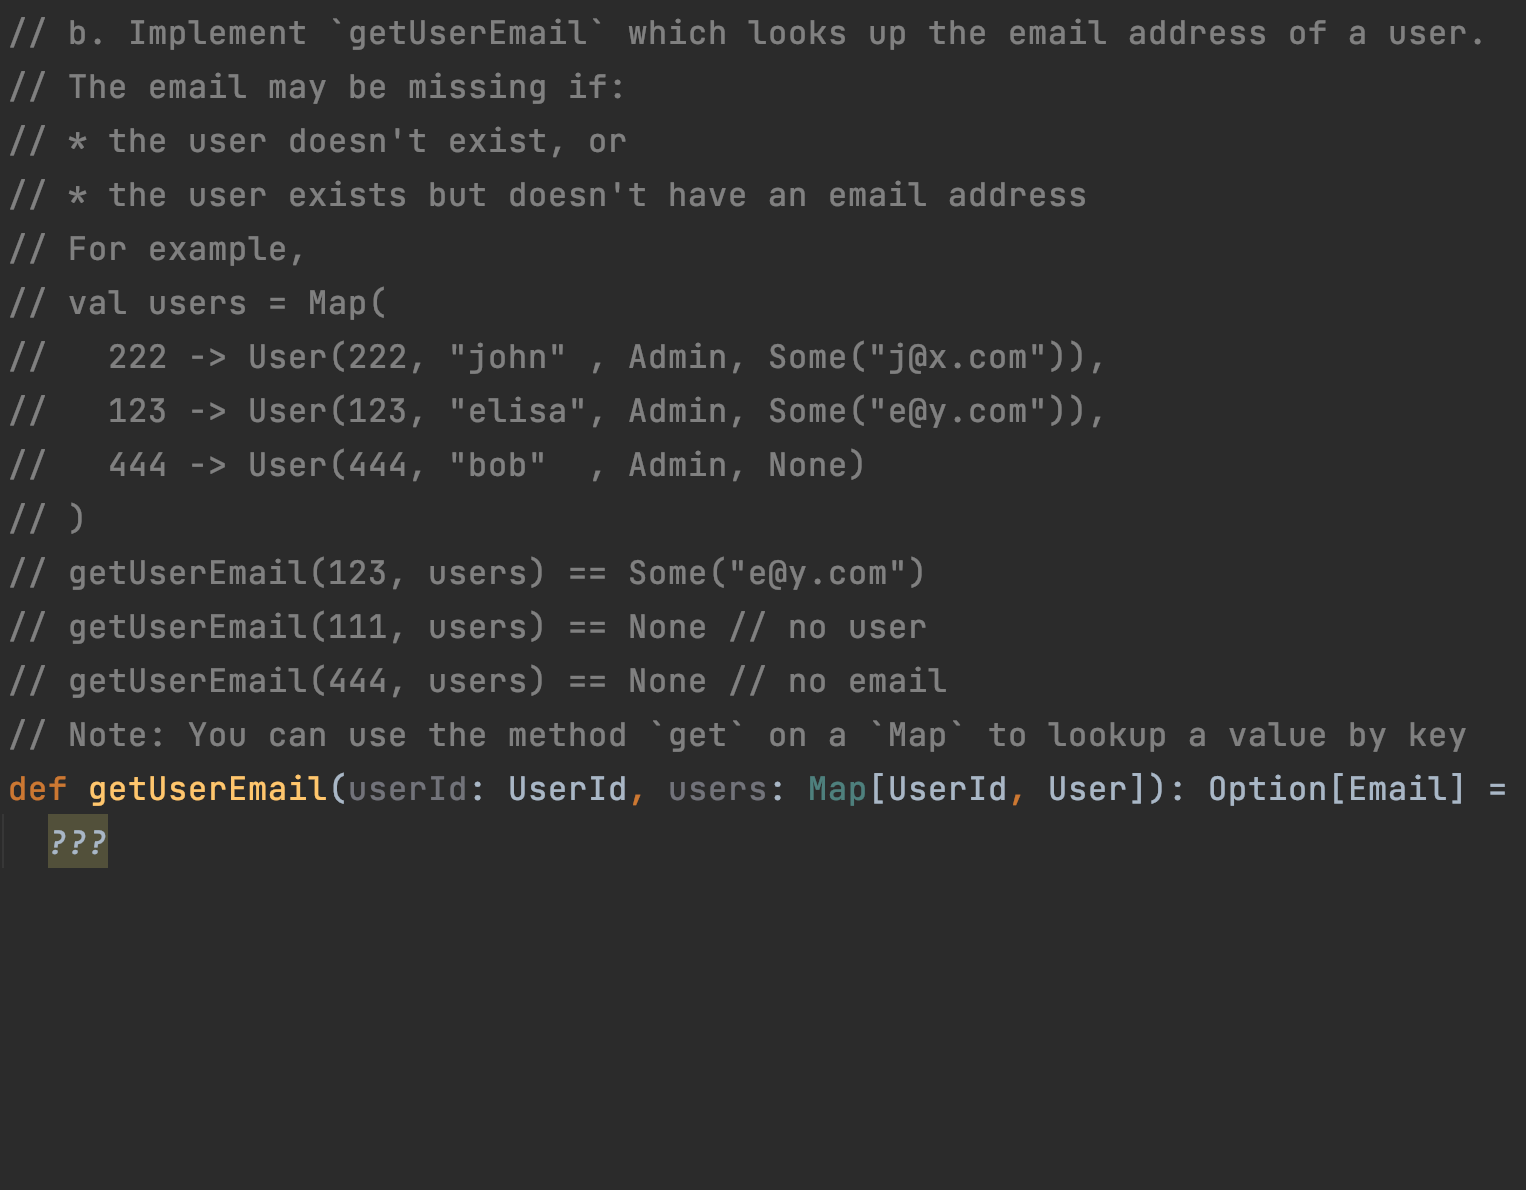 // b. Implement `getUserEmail` which looks up the email address of a user.
// The email may be missing if:
// * the user doesn't exist, or
// * the user exists but doesn't have an email address
// For example,
// val users = Map(
//   222 -> User(222, "john" , Admin, Some("j@x.com")),
//   123 -> User(123, "elisa", Admin, Some("e@y.com")),
//   444 -> User(444, "bob"  , Admin, None)
// )
// getUserEmail(123, users) == Some("e@y.com")
// getUserEmail(111, users) == None // no user
// getUserEmail(444, users) == None // no email
// Note: You can use the method `get` on a `Map` to lookup a value by key
def getUserEmail(userId: UserId, users: Map[UserId, User]): Option[Email] =
  ???